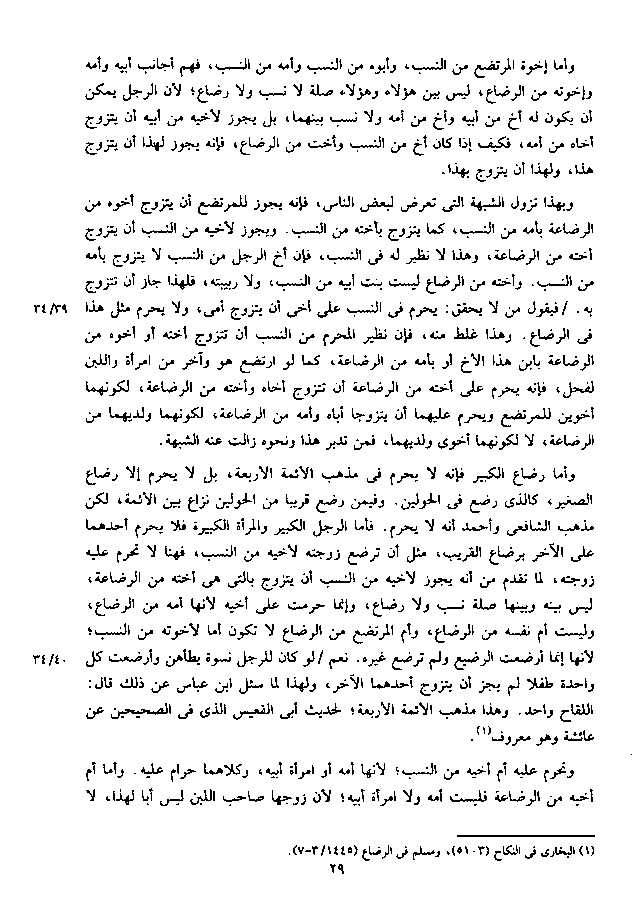 وأما إخوة المرتضع من النسب، وأبوه من النسب وأمه من النسب، فهم أجانب أبيه وأمه
وإخوته من الرضاع، ليس بين هؤلاء وهؤلاء صلة لا نسب ولا رضاع؛ لأن الرجل يمكن
أن يكون له أخ من أبيه وأخ من أمه ولا نسب بينهما، بل يجوز لأخيه من أبيه أن يتزوج
أخاه من أمه، فكيف إذا كان أخ من النسب وأخت من الرضاع، فإنه يجوز لهذا أن يتزوج
هذا، ولهذا أن يتزوج بهذا.
وبهذا تزول الشبهة التى تعرض لبعض الناس، فإنه يجوز للمرتضع أن يتزوج أخوه من
الرضاعة بأمه من النسب، كما يتزوج بأخته من النسب. ويجوز لأخيه من النسب أن يتزوج
أخته من الرضاعة، وهذا لا نظير له فى النسب، فإن أخ الرجل من النسب لا يتزوج بأمه
من النسب. وأخته من الرضاع ليست بنت أبيه من النسب، ولا ربيبته، فلهذا جاز أن تتزوج
به. / فيقول من لا يحقق: يحرم فى النسب على أخى أن يتزوج أمى، ولا يحرم مثل هذا ٣٤/٣٩
فى الرضاع. وهذا غلط منه، فإن نظير المحرم من النسب أن تتزوج أخته أو أخوه من
الرضاعة بابن هذا الأخ أو بأمه من الرضاعة، كما لو ارتضع هو وآخر من امرأة واللبن
لفحل، فإنه يحرم على أخته من الرضاعة أن تتزوج أخاه وأخته من الرضاعة، لكونهما
أخوين للمرتضع ويحرم عليهما أن يتزوجا أباه وأمه من الرضاعة، لكونهما ولديهما من
الرضاعة، لا لكونهما أخوى ولديهما، فمن تدبر هذا ونحوه زالت عنه الشبهة.
وأما رضاع الكبير فإنه لا يحرم فى مذهب الأئمة الأربعة، بل لا يحرم إلا رضاع
الصغير، كالذى رضع فى الحولين. وفيمن رضع قريبا من الحولين نزاع بين الأئمة، لكن
مذهب الشافعى وأحمد أنه لا يحرم. فأما الرجل الكبير والمرأة الكبيرة فلا يحرم أحدهما
على الآخر برضاع القريب، مثل أن ترضع زوجته لأخيه من النسب، فهنا لا تحرم عليه
زوجته، لما تقدم من أنه يجوز لأخيه من النسب أن يتزوج بالتى هى أخته من الرضاعة،
ليس بينه وبينها صلة نسب ولا رضاع، وإنما حرمت على أخيه لأنها أمه من الرضاع،
وليست أم نفسه من الرضاع، وأم المرتضع من الرضاع لا تكون أما لأخوته من النسب؛
لأنها إنما أرضعت الرضيع ولم ترضع غيره. نعم / لو كان للرجل نسوة يطأهن وأرضعت كل ٣٤/٤٠
واحدة طفلا لم يجز أن يتزوج أحدهما الآخر، ولهذا لما سئل ابن عباس عن ذلك قال:
اللقاح واحد. وهذا مذهب الأئمة الأربعة؛ لحديث أبى القعيس الذى فى الصحيحين عن
عائشة وهو معروف(١).
وتحرم عليه أم أخيه من النسب؛ لأنها أمه أو امرأة أبيه، وكلاهما حرام عليه. وأما أم
أخيه من الرضاعة فليست أمه ولا امرأة أبيه؛ لأن زوجها صاحب اللبن ليس أبا لهذا، لا
(١) البخارى فى النكاح (٥١٠٣)، ومسلم فى الرضاع (١٤٤٥/ ٣-٧).
٢٩